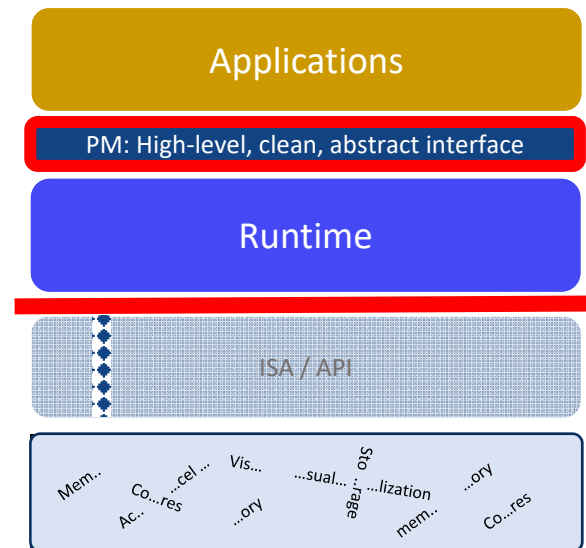 Applications
PM: High-level, clean, abstract interface
Runtime
ISA / API
Mem..
Co...res
Ac..
...cel ...
Vis...
...ory
...sual...
Sto ..rage
...lization
mem..
...ory
Co...res